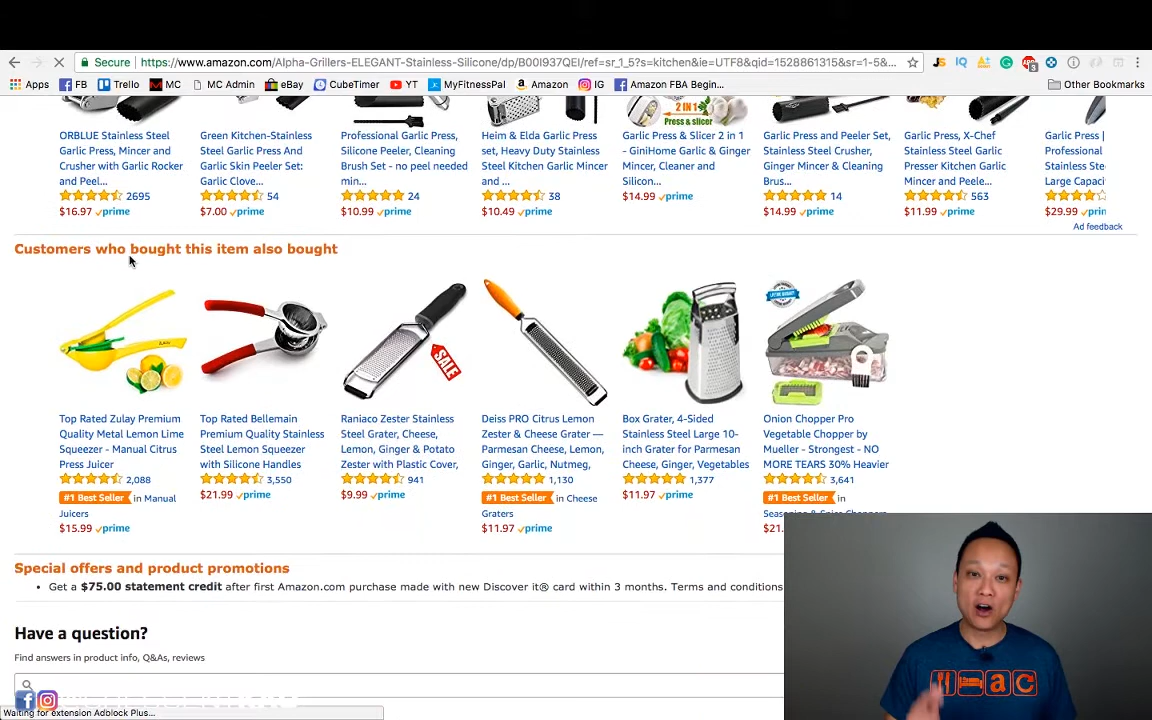 Secure https://www.amazon.com/Alpha-Grillers-ELEGANT-Stainless-Silicone/dp/B00I937QEI/ref=sr_1_5?s=kitchen&ie=UTF8&qid=1528861315&sr=1-5&...
Apps FB Trello MC MC Admin eBay CubeTimer YT MyFitnessPal Amazon IG Amazon FBA Begin... Other Bookmarks
2 IN 1
Press & slicer
ORBLUE Stainless Steel
Garlic Press, Mincer and
Crusher with Garlic Rocker
and Peel...
2695
$16.97 prime
Green Kitchen-Stainless
Steel Garlic Press And
Garlic Skin Peeler Set:
Garlic Clove...
54
$7.00 prime
Professional Garlic Press,
Silicone Peeler, Cleaning
Brush Set - no peel needed
min...
24
$10.99 prime
Heim & Elda Garlic Press
set, Heavy Duty Stainless
Steel Kitchen Garlic Mincer
and ...
38
$10.49 prime
Garlic Press & Slicer 2 in 1
- GiniHome Garlic & Ginger
Mincer, Cleaner and
Silicon...
$14.99 prime
Garlic Press and Peeler Set,
Stainless Steel Crusher,
Ginger Mincer & Cleaning
Brus...
14
$14.99 prime
Garlic Press, X-Chef
Stainless Steel Garlic
Presser Kitchen Garlic
Mincer and Peele...
563
$11.99 prime
Garlic Press |
Professional
Stainless Ste
Large Capaci
$29.99 prin
Ad feedback
Customers who bought this item also bought
SALE
Top Rated Zulay Premium
Quality Metal Lemon Lime
Squeezer - Manual Citrus
Press Juicer
2,088
#1 Best Seller in Manual
Juicers
$15.99 prime
Top Rated Bellemain
Premium Quality Stainless
Steel Lemon Squeezer
with Silicone Handles
3,550
$21.99 prime
Raniaco Zester Stainless
Steel Grater, Cheese,
Lemon, Ginger & Potato
Zester with Plastic Cover,
941
$9.99 prime
Deiss PRO Citrus Lemon
Zester & Cheese Grater —
Parmesan Cheese, Lemon,
Ginger, Garlic, Nutmeg,
1,130
#1 Best Seller in Cheese
Graters
$11.97 prime
Box Grater, 4-Sided
Stainless Steel Large 10-
inch Grater for Parmesan
Cheese, Ginger, Vegetables
1,377
$11.97 prime
Onion Chopper Pro
Vegetable Chopper by
Mueller - Strongest - NO
MORE TEARS 30% Heavier
3,641
#1 Best Seller in
$21.
Special offers and product promotions
Get a $75.00 statement credit after first Amazon.com purchase made with new Discover it® card within 3 months. Terms and conditions
Have a question?
Find answers in product info, Q&As, reviews
Waiting for extension Adblock Plus...